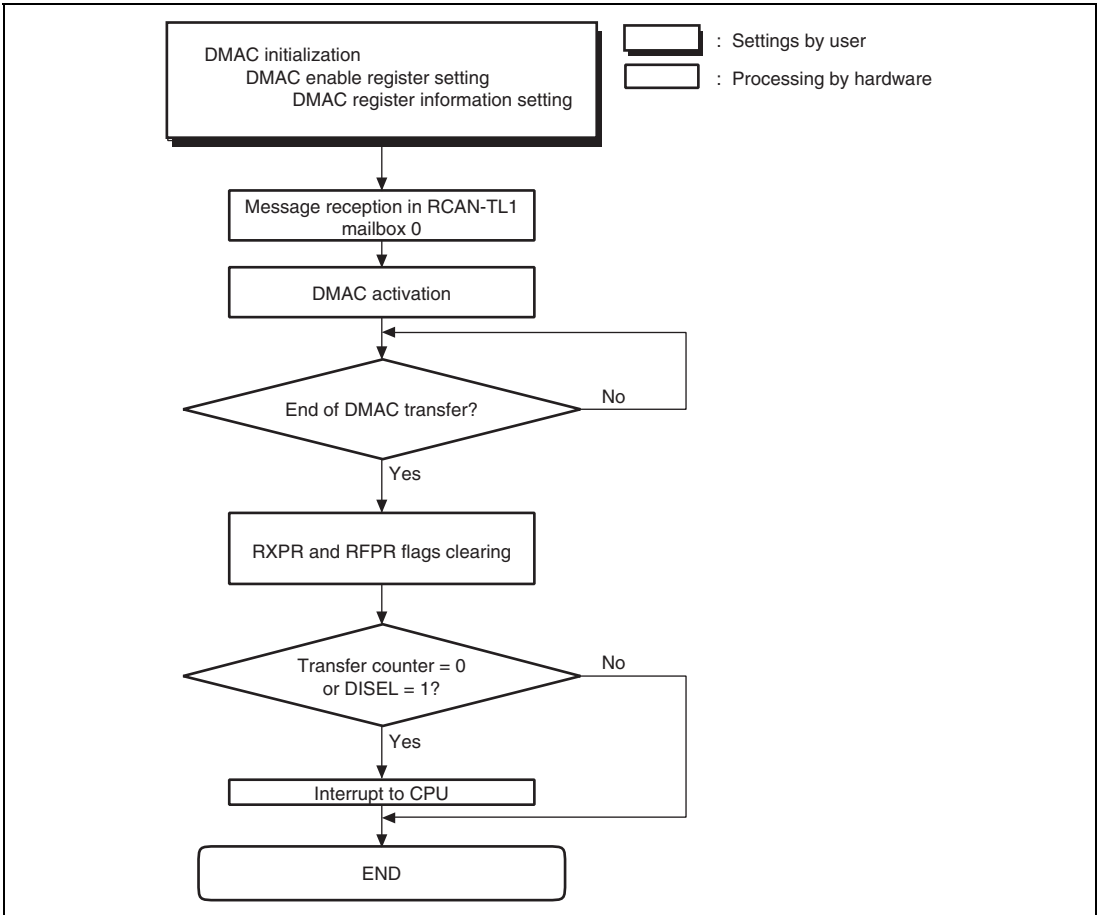 DMAC initialization
DMAC enable register setting
DMAC register information setting
: Settings by user
: Processing by hardware
Message reception in RCAN-TL1
mailbox 0
DMAC activation
End of DMAC transfer?
No
Yes
RXPR and RFPR flags clearing
Transfer counter = 0
or DISEL = 1?
No
Yes
Interrupt to CPU
END